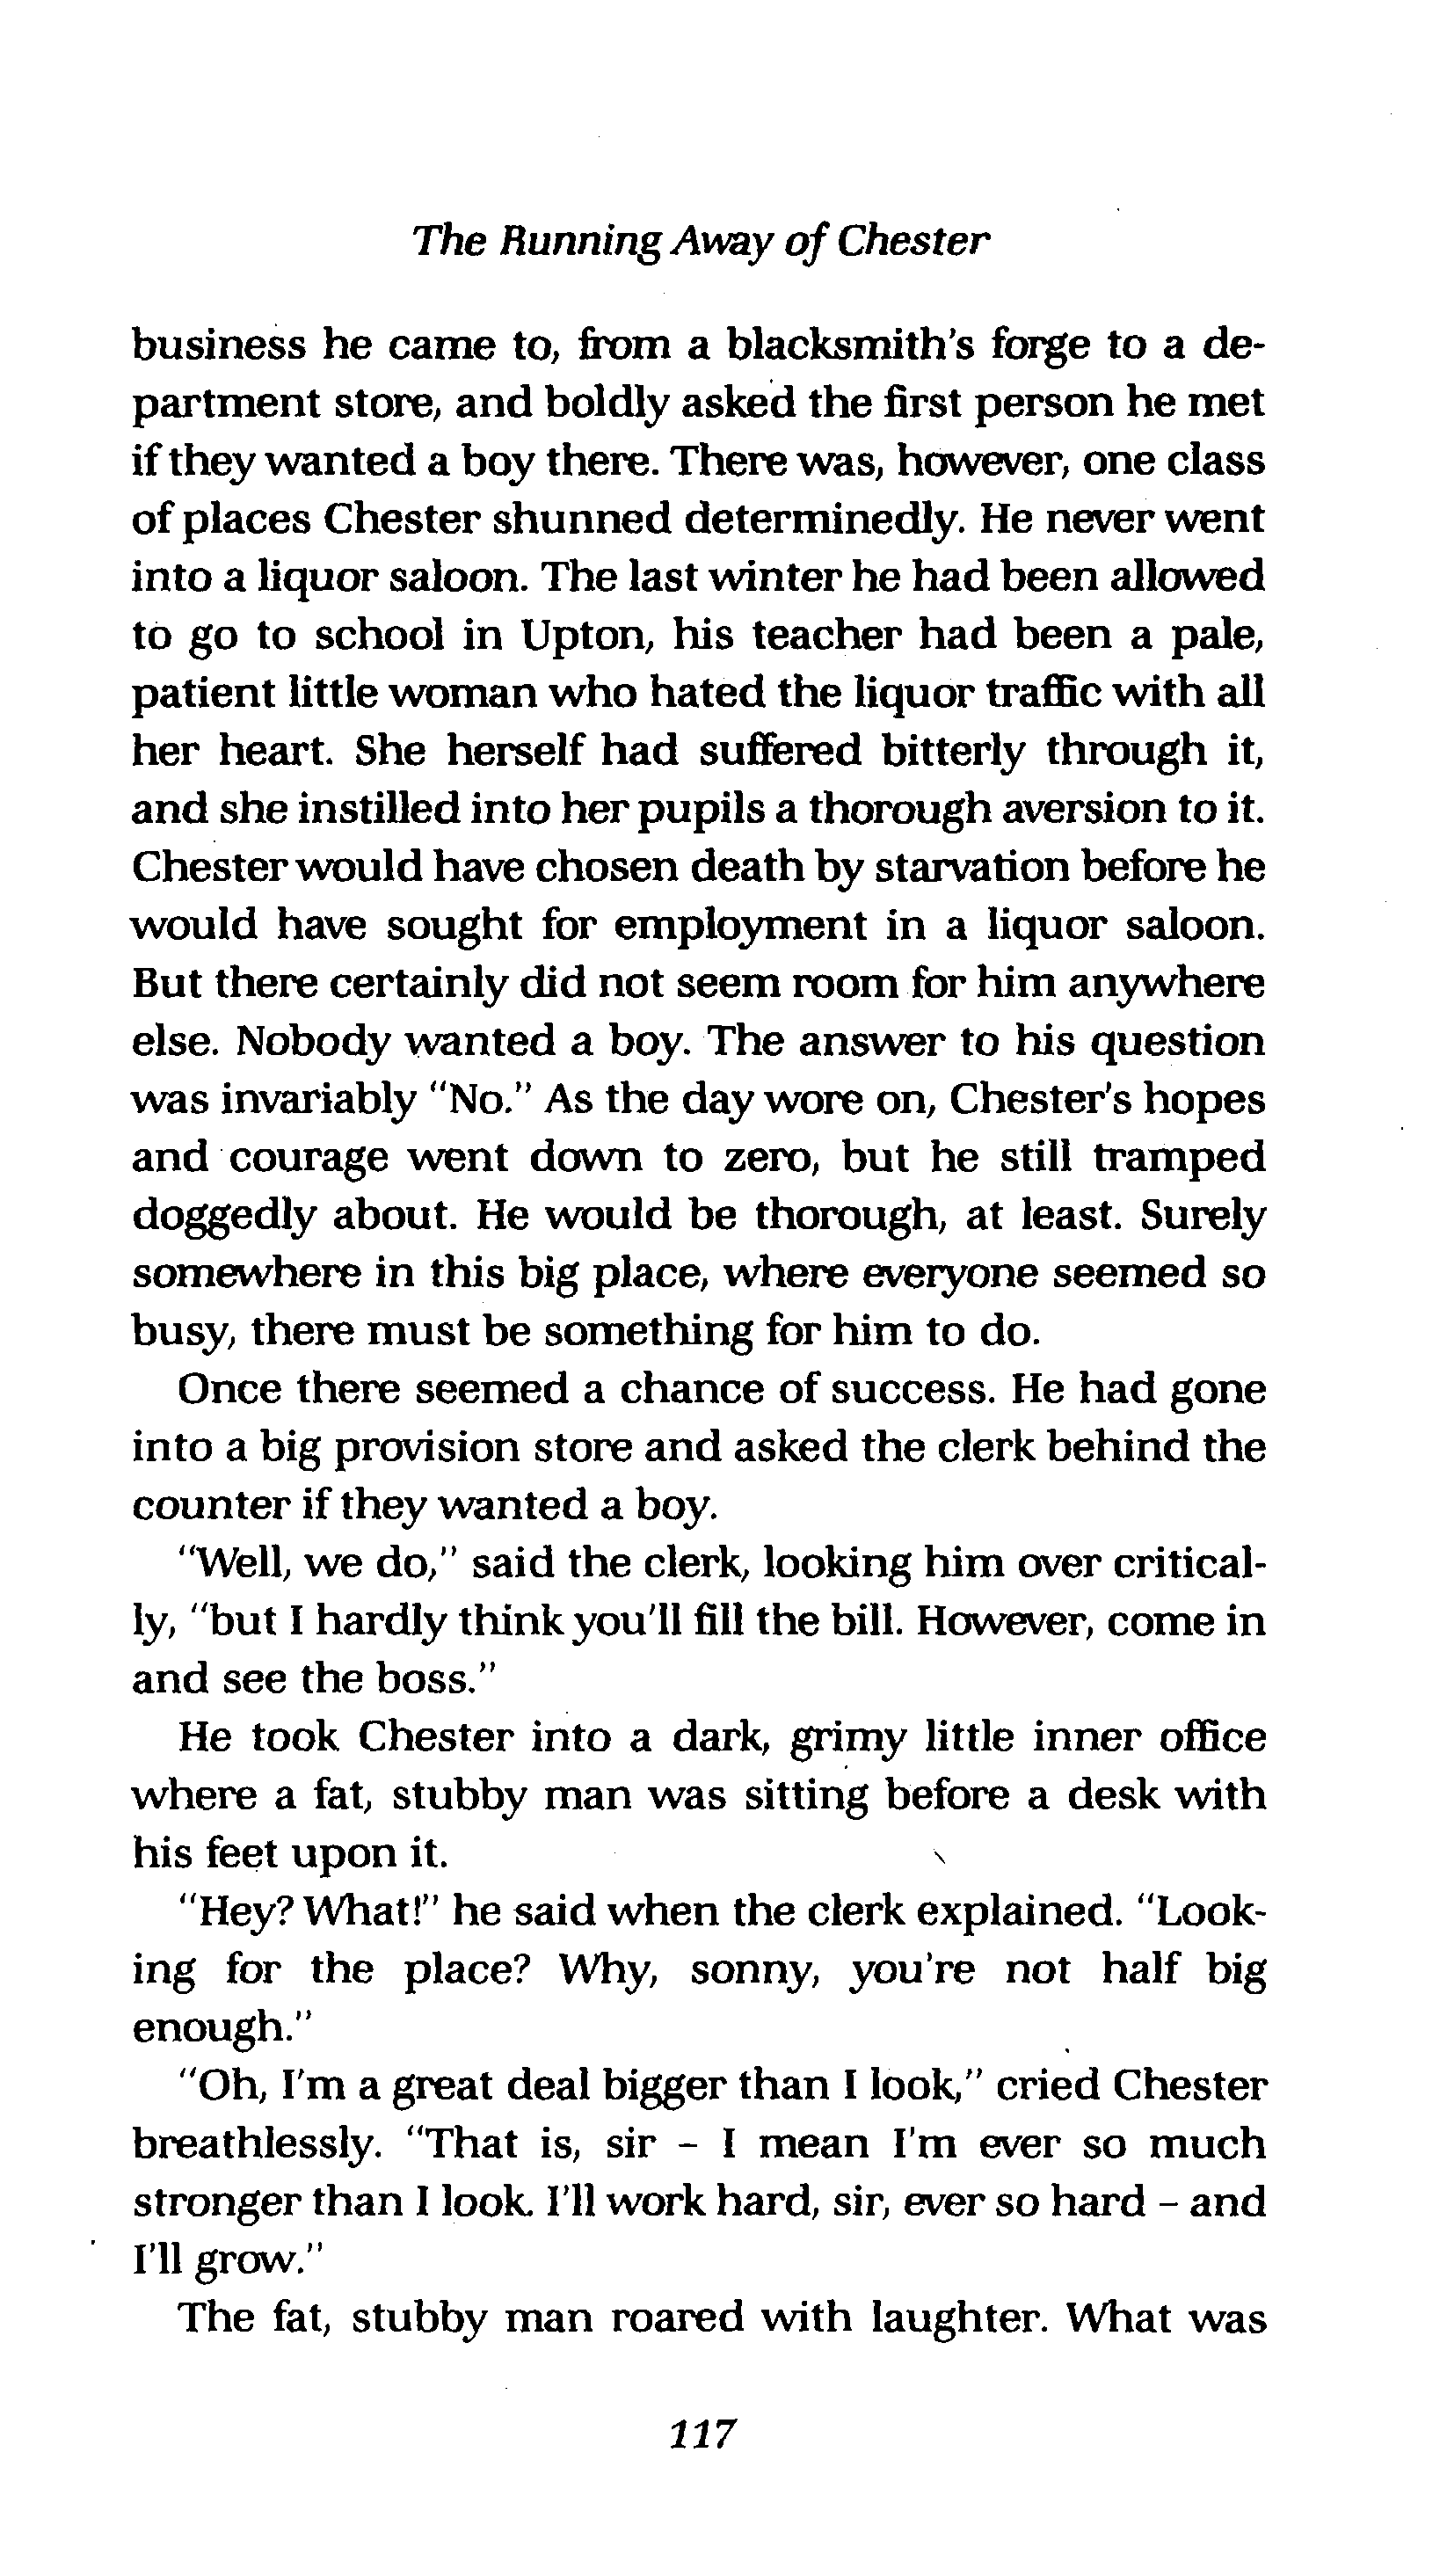 The Running Away of Chester
business he came to, from a blacksmith's forge to a de-
partment store, and boldly asked the first person he met
if they wanted a boy there. There was, however, one class
of places Chester shunned determinedly. He never went
into a liquor saloon. The last winter he had been allowed
to go to school in Upton, his teacher had been a pale,
patient little woman who hated the liquor traffic with all
her heart. She herself had suffered bitterly through it,
and she instilled into her pupils a thorough aversion to it.
Chester would have chosen death by starvation before he
would have sought for employment in a liquor saloon.
But there certainly did not seem room for him anywhere
else. Nobody wanted a boy. The answer to his question
was invariably "No." As the day wore on, Chester's hopes
and courage went down to zero, but he still tramped
doggedly about. He would be thorough, at least. Surely
somewhere in this big place, where everyone seemed so
busy, there must be something for him to do.
Once there seemed a chance of success. He had gone
into a big provision store and asked the clerk behind the
counter if they wanted a boy.
"Well, we do," said the clerk, looking him over critical-
ly, "but I hardly think you'll fill the bill. However, come in
and see the boss."
He took Chester into a dark, grimy little inner office
where a fat, stubby man was sitting before a desk with
his feet upon it.
"Hey? What!" he said when the clerk explained. "Look-
ing for the place? Why, sonny, you're not half big
enough."
"Oh, I'm a great deal bigger than I look," cried Chester
breathlessly. "That is, sir – I mean I'm ever so much
stronger than I look. I'll work hard, sir, ever so hard – and
I'll grow."
The fat, stubby man roared with laughter. What was
117